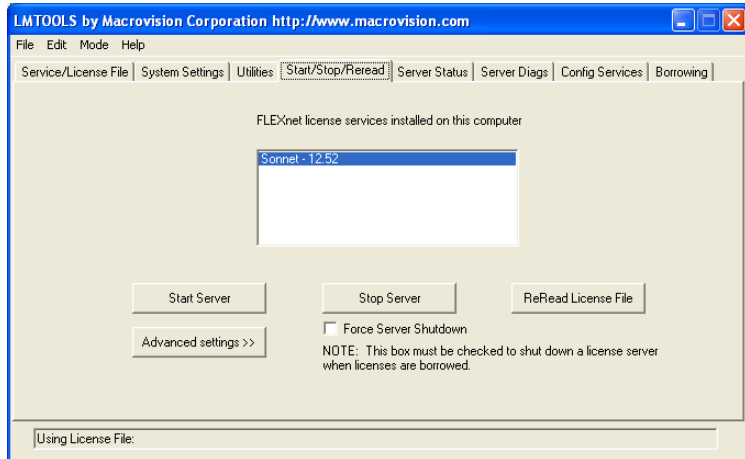 LMTOOLS by Macrovision Corporation http://www.macrovision.com
File Edit Mode Help
Service/License File System Settings Utilities Start/Stop/Reread Server Status Server Diags Config Services Borrowing
FLEXnet license services installed on this computer
Sonnet - 12.52
Start Server Stop Server ReRead License File
Advanced settings >>
Force Server Shutdown
NOTE: This box must be checked to shut down a license server
when licenses are borrowed.
Using License File: